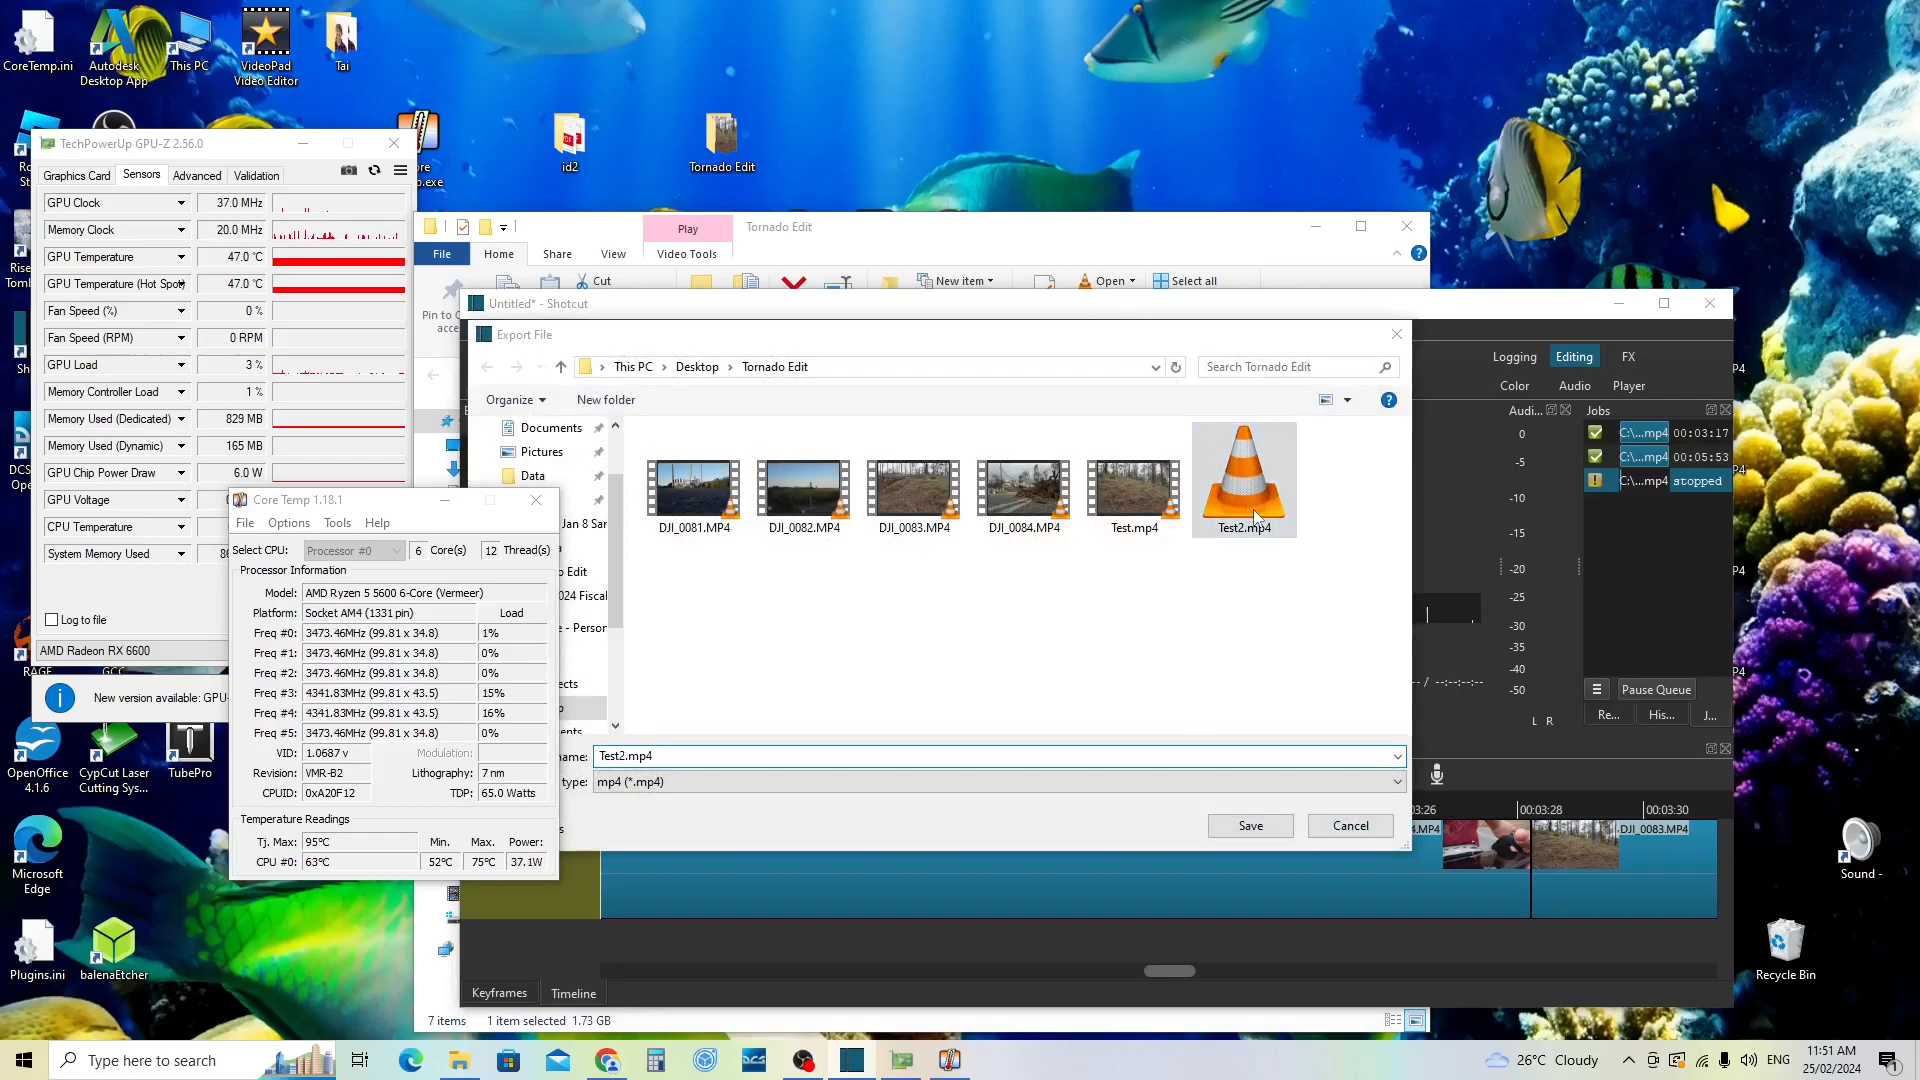 CoreTemp.ini
Autodesk
Desktop App
This PC
VideoPad
Video Editor
Tai
id2
Tornado Edit
TechPowerUp GPU-Z 2.56.0
Graphics Card
Sensors
Advanced
Validation
GPU Clock 37.0 MHz
Memory Clock 20.0 MHz
GPU Temperature 47.0 °C
GPU Temperature (Hot Spot) 47.0 °C
Fan Speed (%) 0 %
Fan Speed (RPM) 0 RPM
GPU Load 3 %
Memory Controller Load 1 %
Memory Used (Dedicated) 829 MB
Memory Used (Dynamic) 165 MB
GPU Chip Power Draw 6.0 W
GPU Voltage
CPU Temperature
System Memory Used
Log to file
AMD Radeon RX 6600
New version available: GPU-
Core Temp 1.18.1
File Options Tools Help
Select CPU: Processor #0 6 Core(s) 12 Thread(s)
Processor Information
Model: AMD Ryzen 5 5600 6-Core (Vermeer)
Platform: Socket AM4 (1331 pin) Load
Freq #0: 3473.46MHz (99.81 x 34.8) 1%
Freq #1: 3473.46MHz (99.81 x 34.8) 0%
Freq #2: 3473.46MHz (99.81 x 34.8) 0%
Freq #3: 4341.83MHz (99.81 x 43.5) 15%
Freq #4: 4341.83MHz (99.81 x 43.5) 16%
Freq #5: 3473.46MHz (99.81 x 34.8) 0%
VID: 1.0687 v Modulation:
Revision: VMR-B2 Lithography: 7 nm
CPUID: 0xA20F12 TDP: 65.0 Watts
Temperature Readings
Tj. Max: 95°C Min. Max. Power:
CPU #0: 63°C 52°C 75°C 37.1W
Play
Tornado Edit
File Home Share View Video Tools
Cut
New item
Open
Select all
Untitled* - Shotcut
Export File
This PC > Desktop > Tornado Edit
Search Tornado Edit
Organize
New folder
Documents
Pictures
Data
DJI_0081.MP4
DJI_0082.MP4
DJI_0083.MP4
DJI_0084.MP4
Test.mp4
Test2.mp4
name: Test2.mp4
type: mp4 (*.mp4)
Save
Cancel
Logging Editing FX
Color Audio Player
Audi...
0
-5
-10
-15
-20
-25
-30
-35
-40
-50
L R
Jobs
C:\...mp4 00:03:17
C:\...mp4 00:05:53
C:\...mp4 stopped
/ --:--:--:--
Pause Queue
Re...
His...
J...
00:03:28
00:03:30
DJI_0083.MP4
Keyframes
Timeline
7 items 1 item selected 1.73 GB
OpenOffice
4.1.6
CypCut Laser
Cutting Sys...
TubePro
Microsoft
Edge
Plugins.ini
balenaEtcher
Sound -
Recycle Bin
Type here to search
26°C Cloudy
ENG
11:51 AM
25/02/2024